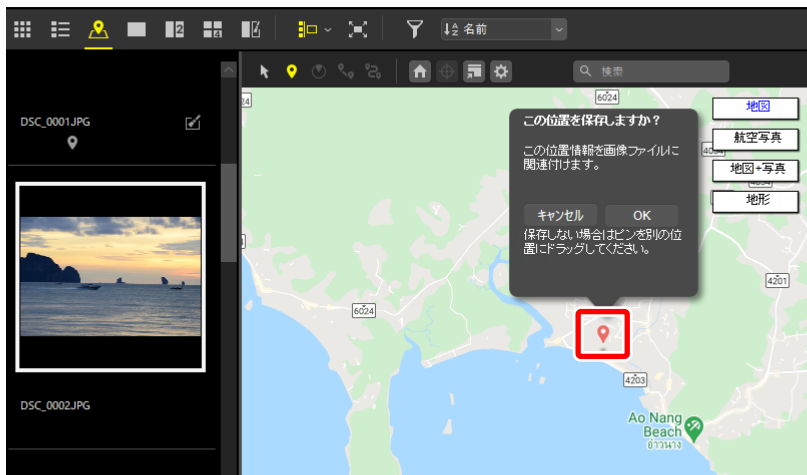 2
4
名前
DSC_0001.JPG
DSC_0002.JPG
検索
6024
この位置を保存しますか？
この位置情報を画像ファイルに
関連付けます。
キャンセル
OK
保存しない場合はピンを別の位
置にドラッグしてください。
地図
航空写真
地図+写真
地形
4201
6024
4203
Ao Nang
Beach
อ่าวนาง